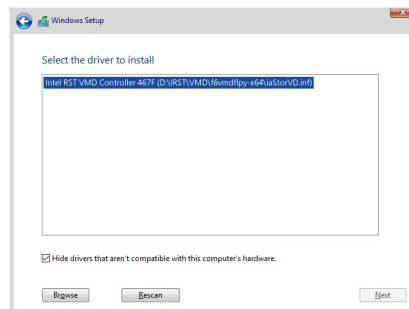 Windows Setup
Select the driver to install
Intel RST VMD Controller 467F (D:\IRST\VMD\f6vmdflpy-x64\iaStorVD.inf)
Hide drivers that aren't compatible with this computer's hardware.
Browse
Rescan
Next